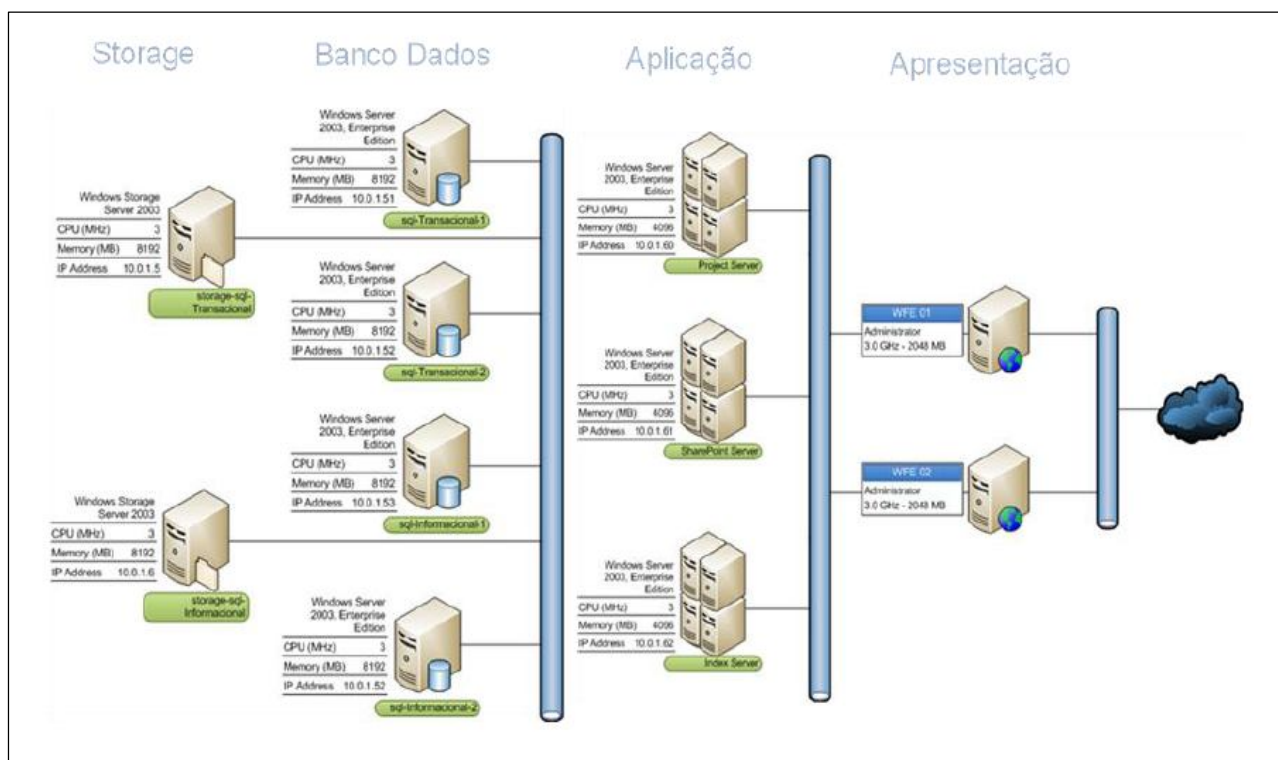 Storage
Banco Dados
Aplicação
Apresentação
Windows Storage
Server 2003
CPU (MHz) 3
Memory (MB) 8192
IP Address 10.0.1.5
storage-sql-
Transacional
Windows Storage
Server 2003
CPU (MHz) 3
Memory (MB) 8192
IP Address 10.0.1.6
storage-sql-
Informacional
Windows Server
2003, Enterprise
Edition
CPU (MHz) 3
Memory (MB) 8192
IP Address 10.0.1.51
sql-Transacional-1
Windows Server
2003, Enterprise
Edition
CPU (MHz) 3
Memory (MB) 8192
IP Address 10.0.1.52
sql-Transacional-2
Windows Server
2003, Enterprise
Edition
CPU (MHz) 3
Memory (MB) 8192
IP Address 10.0.1.53
sql-Informacional-1
Windows Server
2003, Enterprise
Edition
CPU (MHz) 3
Memory (MB) 8192
IP Address 10.0.1.52
sql-Informacional-2
Windows Server
2003, Enterprise
Edition
CPU (MHz) 3
Memory (MB) 4096
IP Address 10.0.1.60
Project Server
Windows Server
2003, Enterprise
Edition
CPU (MHz) 3
Memory (MB) 4096
IP Address 10.0.1.61
SharePoint Server
Windows Server
2003, Enterprise
Edition
CPU (MHz) 3
Memory (MB) 4096
IP Address 10.0.1.62
Index Server
WFE 01
Administrator
3.0 GHz - 2048 MB
WFE 02
Administrator
3.0 GHz - 2048 MB